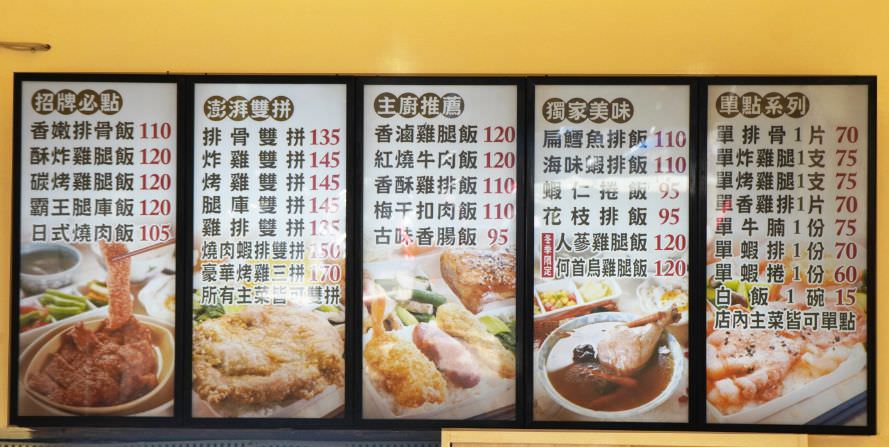 招牌必點
香嫩排骨飯 110
酥炸雞腿飯 120
碳烤雞腿飯 120
霸王腿庫飯 120
日式燒肉飯 105
澎湃雙拼
排骨雙拼 135
炸雞雙拼 145
烤雞雙拼 145
腿庫雙拼 145
雞排雙拼 135
燒肉蝦排雙拼 150
豪華烤雞三拼 170
所有主菜皆可雙拼
主廚推薦
香滷雞腿飯 120
紅燒牛肉飯 120
香酥雞排飯 110
梅干扣肉飯 110
古味香腸飯 95
獨家美味
扁鱈魚排飯 110
海味蝦排飯 110
蝦仁捲飯 95
花枝排飯 95
冬季限定
人蔘雞腿飯 120
何首烏雞腿飯 120
單點系列
單排骨1片 70
單炸雞腿1支 75
單烤雞腿1支 75
單香雞排1片 70
單牛腩1份 75
單蝦排1份 70
單蝦捲1份 60
白飯1碗 15
店內主菜皆可單點